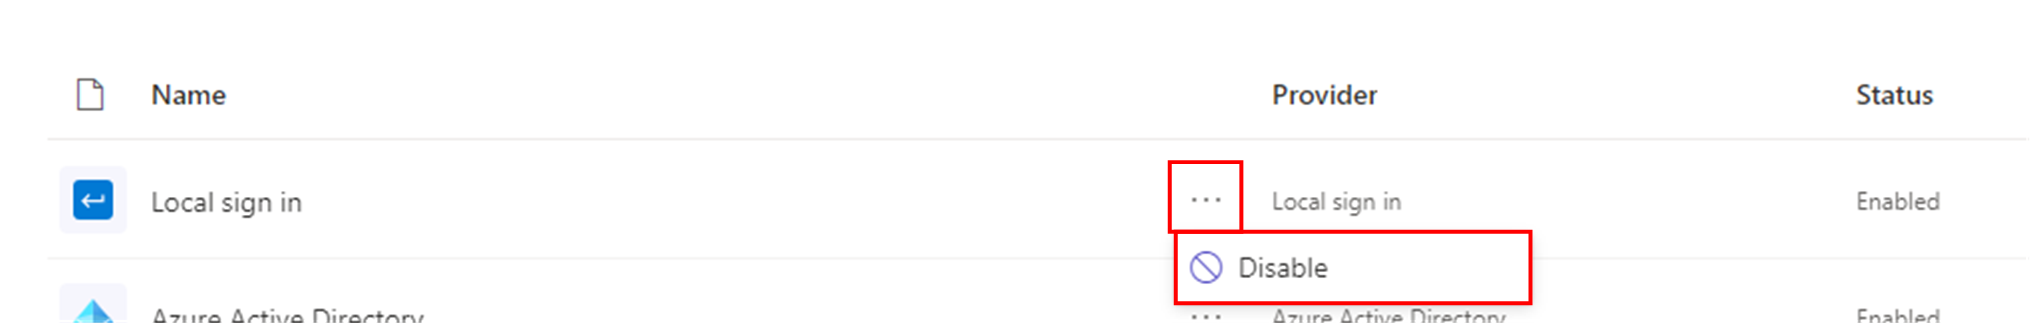 Name Provider Status
Local sign in ... Local sign in Enabled
Disable
Azure Active Directory ... Azure Active Directory Enabled